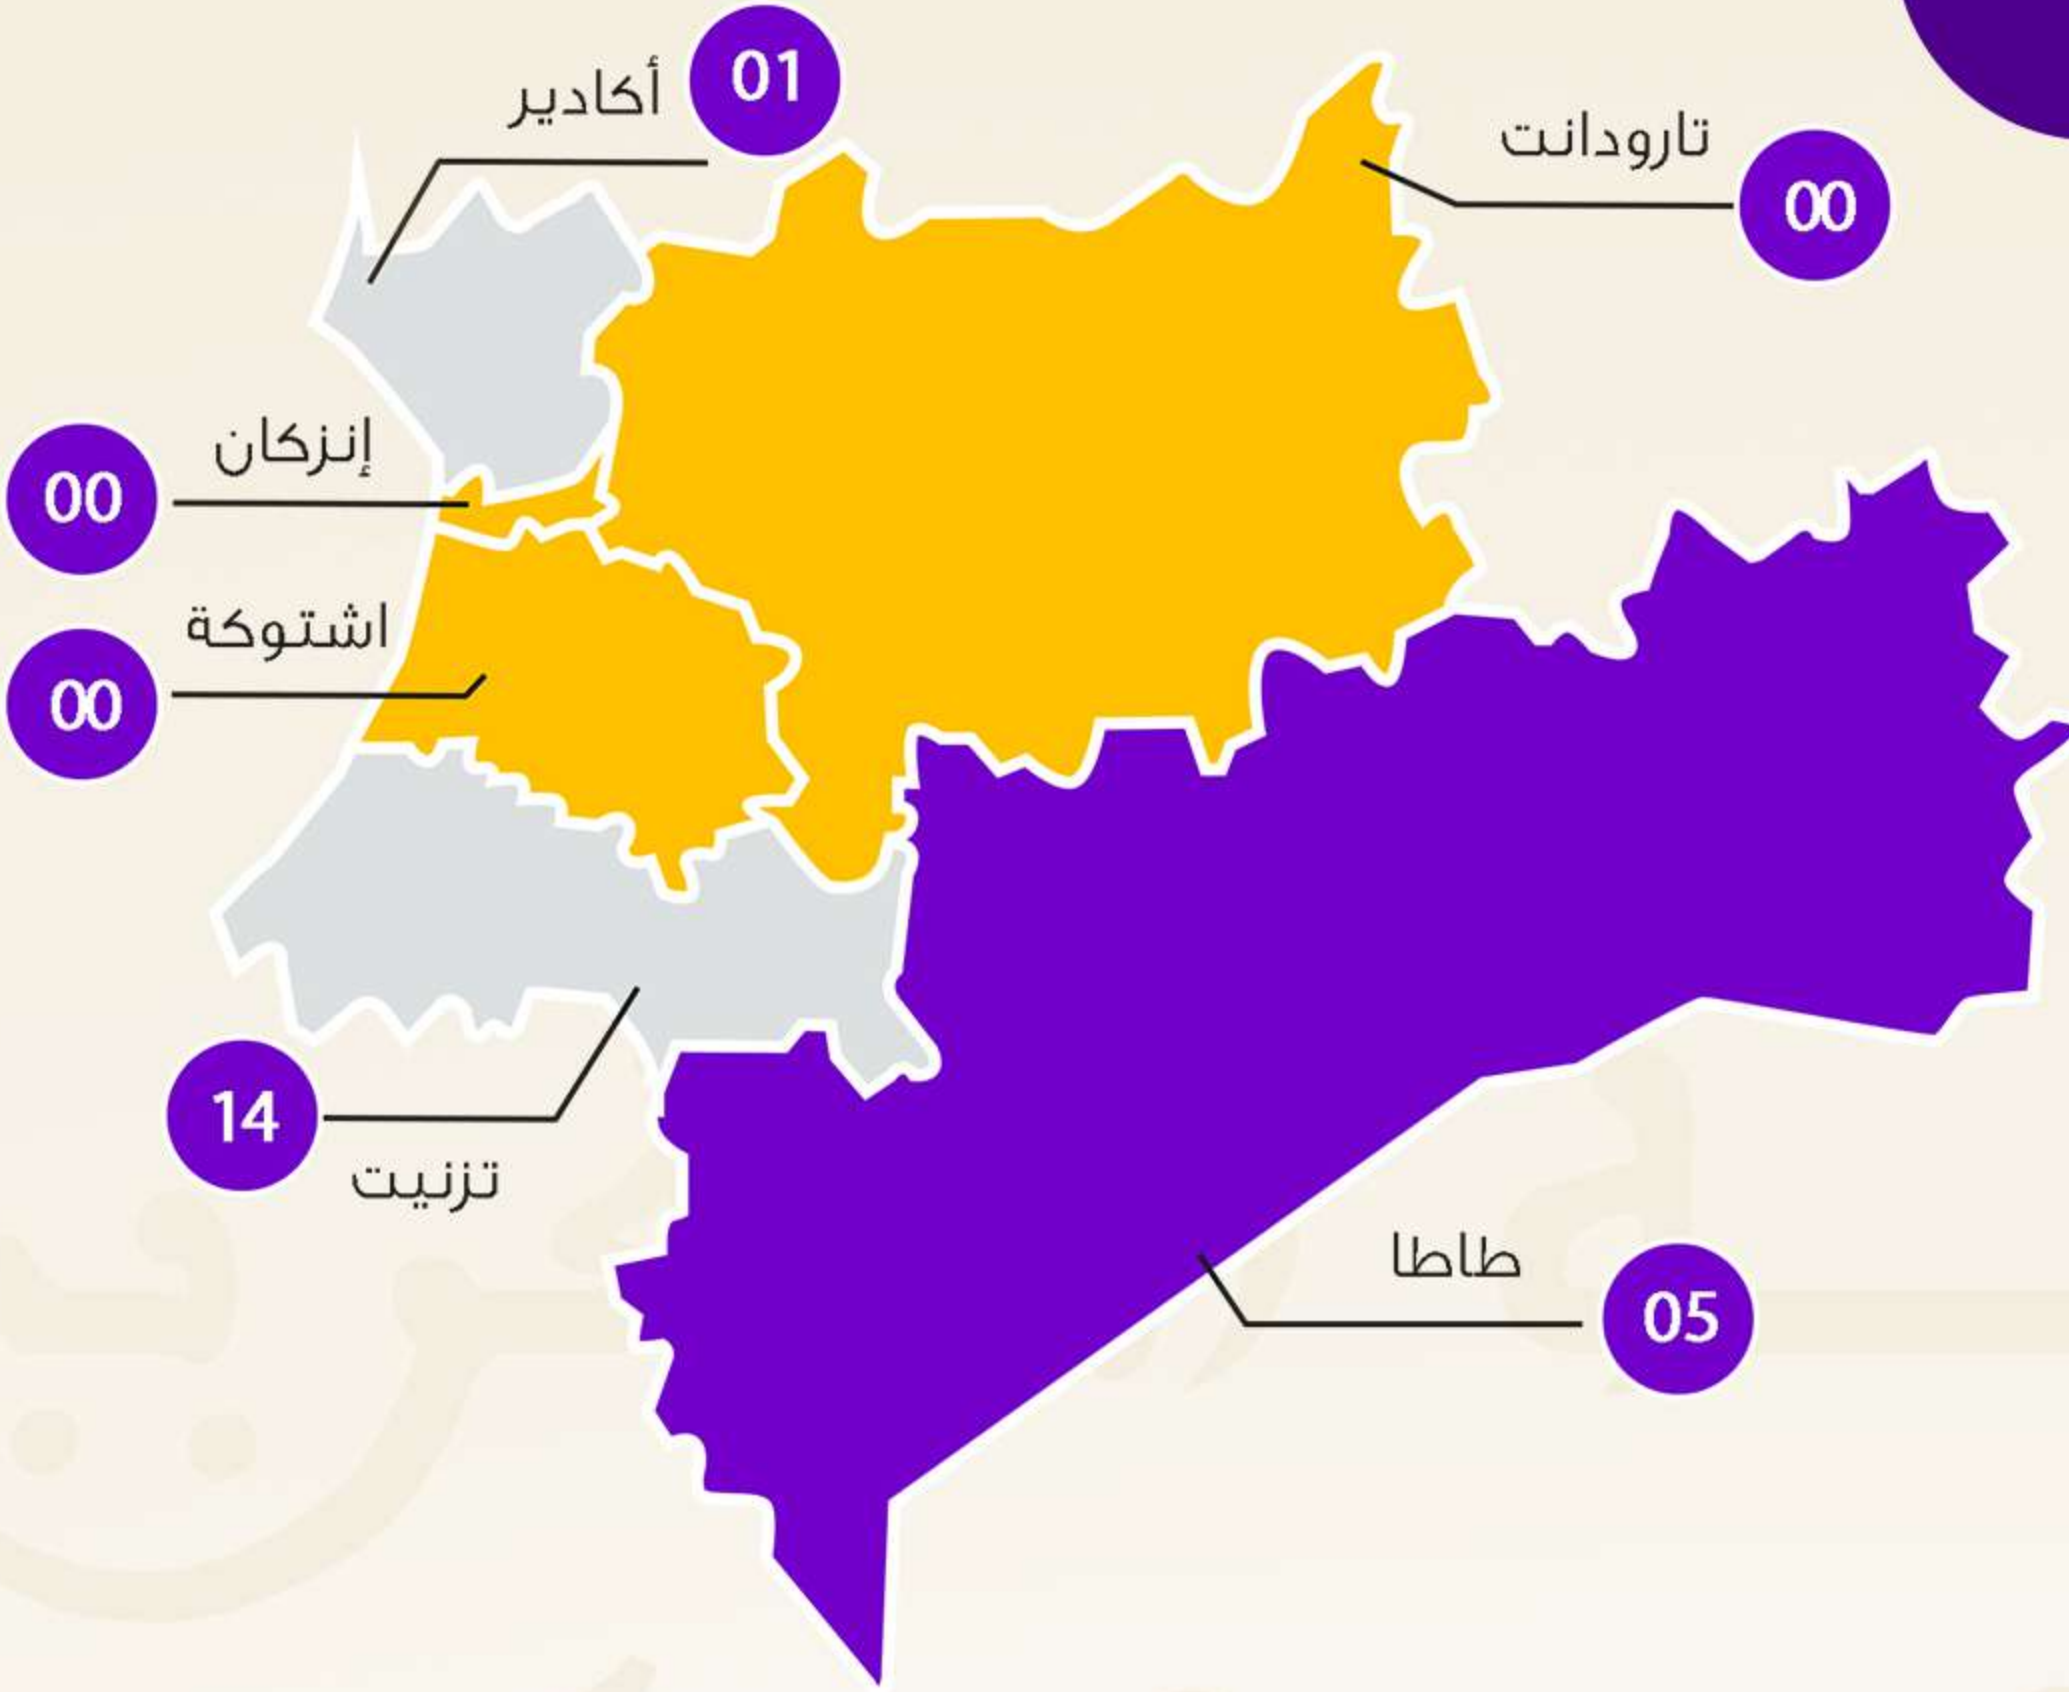 أكادير
01
تارودانت
00
إنزكان
00
اشتوكة
00
14
تزنيت
طاطا
05